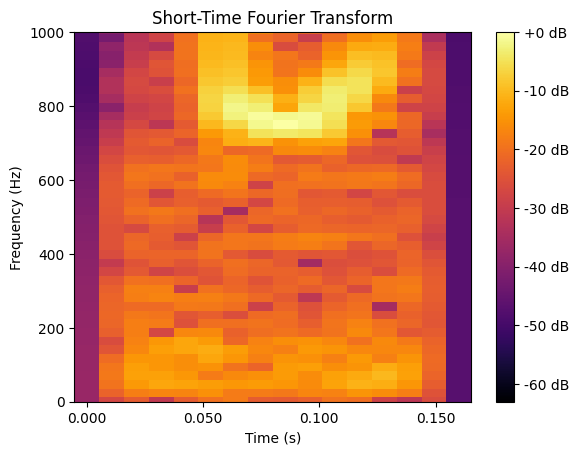 Short-Time Fourier Transform
1000
800
600
400
200
0
Frequency (Hz)
0.000
0.050
0.100
0.150
Time (s)
+0 dB
-10 dB
-20 dB
-30 dB
-40 dB
-50 dB
-60 dB